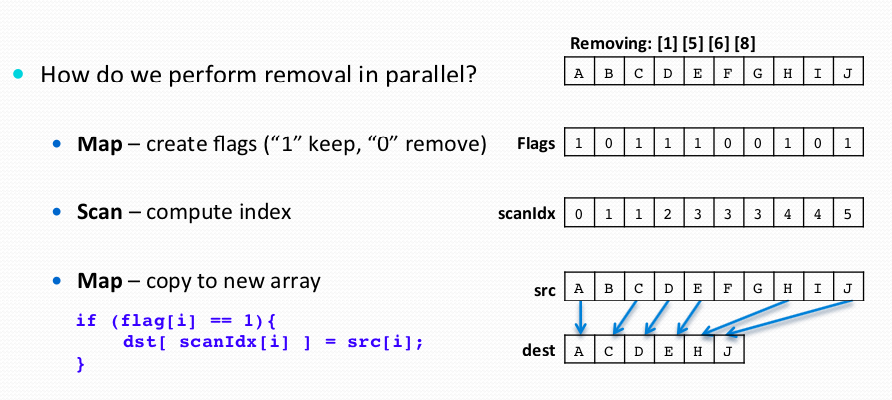 Removing: [1] [5] [6] [8]
A B C D E F G H I J
How do we perform removal in parallel?
Map – create flags (“1” keep, “0” remove)
Flags 1 0 1 1 1 0 0 1 0 1
Scan – compute index
scanIdx 0 1 1 2 3 3 3 4 4 5
Map – copy to new array
src A B C D E F G H I J
if (flag[i] == 1){
dst[ scanIdx[i] ] = src[i];
}
dest A C D E H J